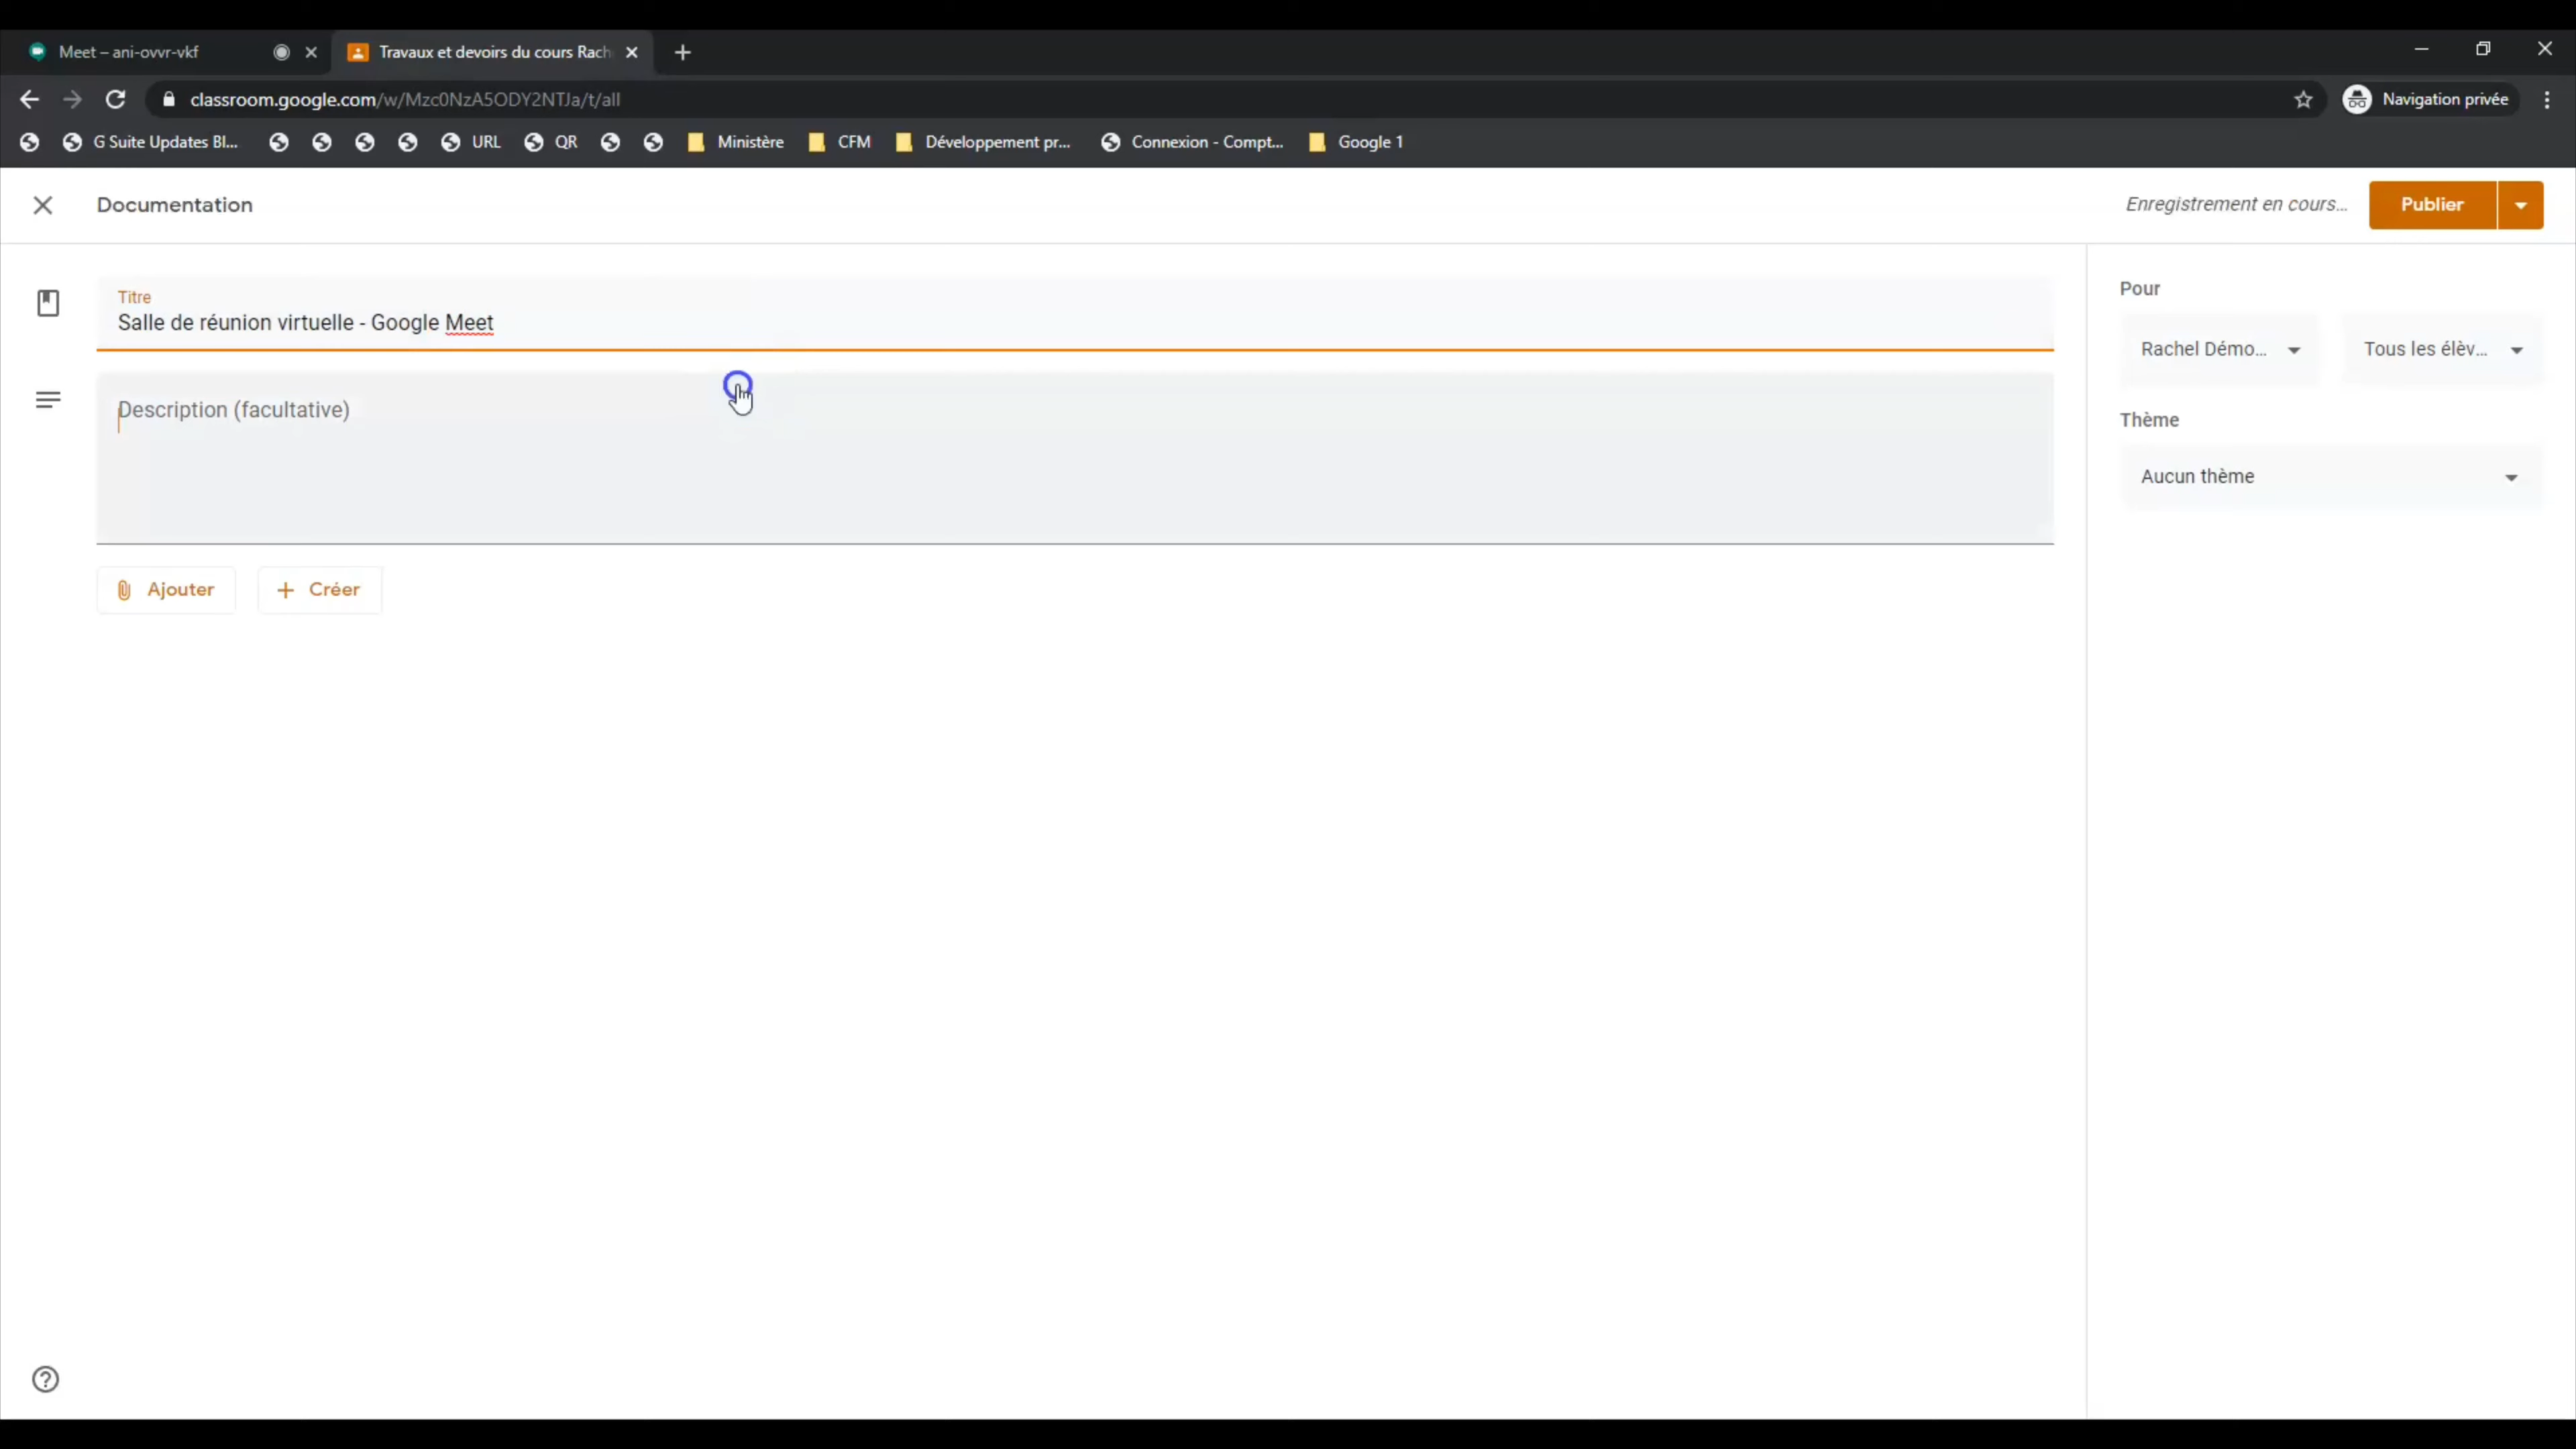 Meet – ani-ovvr-vkf
Travaux et devoirs du cours Rach
classroom.google.com/w/Mzc0NzA5ODY2NTJa/t/all
Navigation privée
G Suite Updates Bl...
URL
QR
Ministère
CFM
Développement pr...
Connexion - Compt...
Google 1
Documentation
Enregistrement en cours...
Publier
Titre
Salle de réunion virtuelle - Google Meet
Description (facultative)
Ajouter
Créer
Pour
Rachel Démo...
Tous les élèv...
Thème
Aucun thème